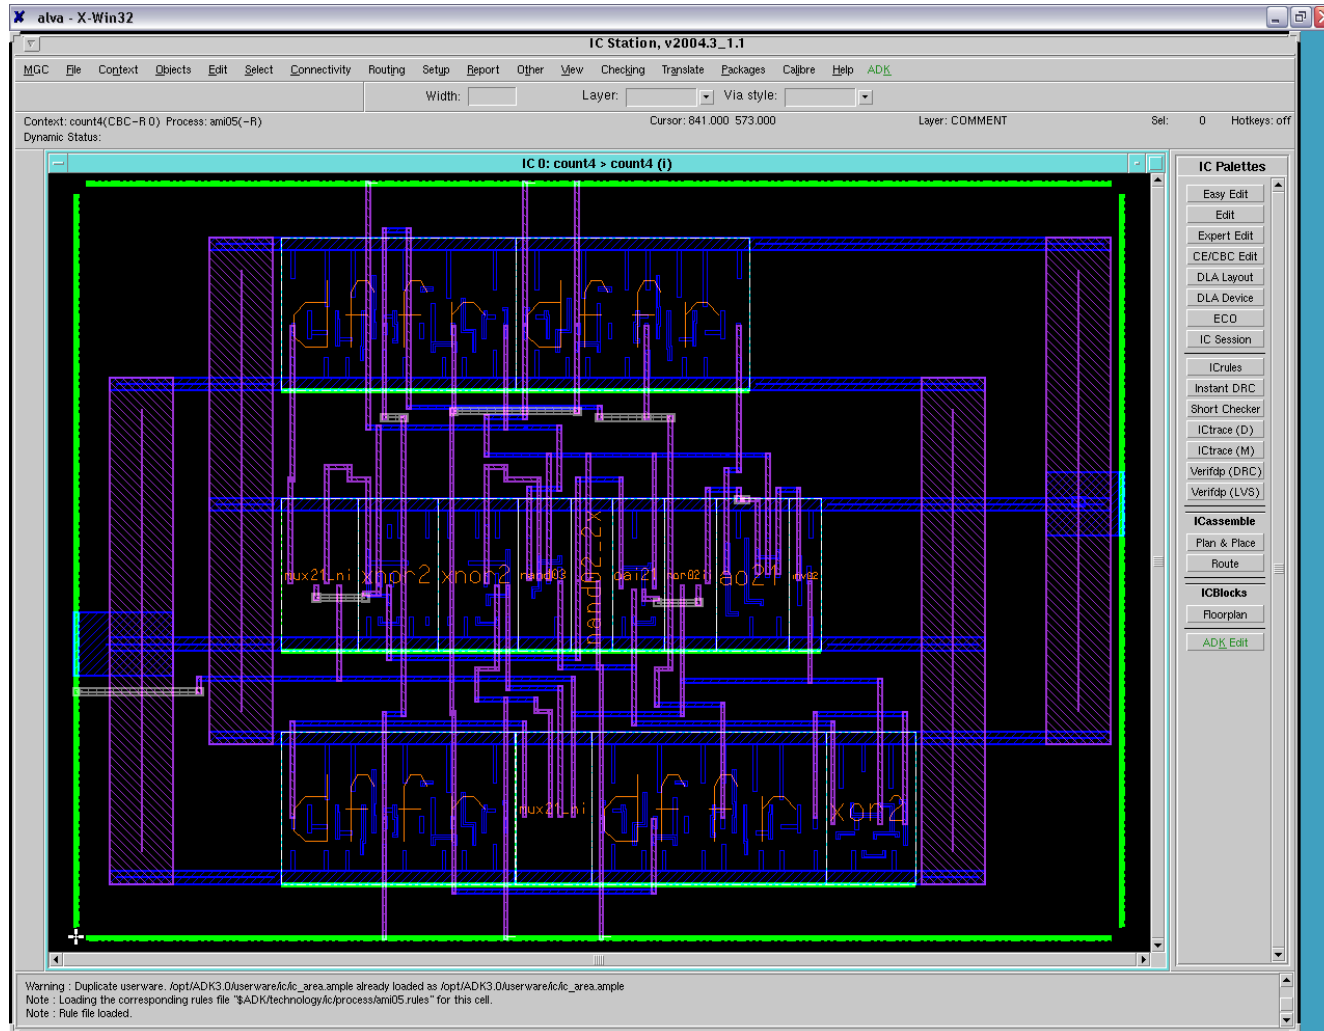 alva - X-Win32
IC Station, v2004.3_1.1
MGC File Context Objects Edit Select Connectivity Routing Setup Report Other View Checking Translate Packages Calibre Help ADK
Width: Layer: Via style:
Context: count4(CBC-R 0) Process: ami05(-R) Cursor: 841.000 573.000 Layer: COMMENT Sel: 0 Hotkeys: off
Dynamic Status:
IC 0: count4 > count4 (i)
IC Palettes
Easy Edit
Edit
Expert Edit
CE/CBC Edit
DLA Layout
DLA Device
ECO
IC Session
ICrules
Instant DRC
Short Checker
ICtrace (D)
ICtrace (M)
Verifdp (DRC)
Verifdp (LVS)
ICassemble
Plan & Place
Route
ICBlocks
Floorplan
ADK Edit
dffr dffr
mux21_ni xnor2 xnor2 nand03 nand02_2x oai21 nor02ii ao21 inv02
dffr mux21_ni dffr xor2
Warning : Duplicate userware. /opt/ADK3.0/userware/ic/ic_area.ample already loaded as /opt/ADK3.0/userware/ic/ic_area.ample
Note : Loading the corresponding rules file "$ADK/technology/ic/process/ami05.rules" for this cell.
Note : Rule file loaded.